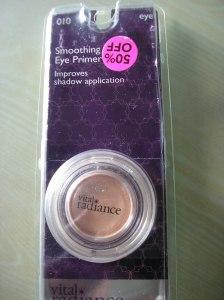 010
eye
Smoothing
Eye Primer
50%
OFF
Improves
shadow application
vital
radiance
vital
radiance